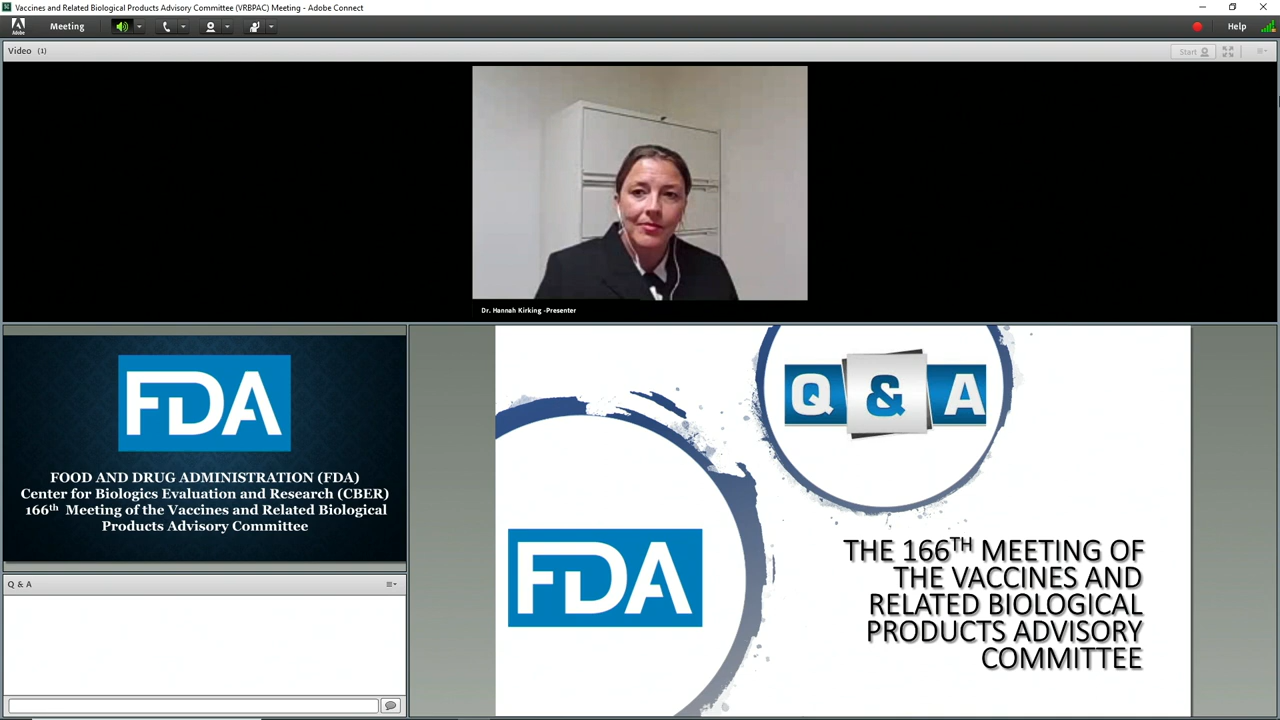 Vaccines and Related Biological Products Advisory Committee (VRBPAC) Meeting - Adobe Connect
Adobe
Meeting
Help
Video (1)
Start
Dr. Hannah Kirking -Presenter
FDA
FOOD AND DRUG ADMINISTRATION (FDA)
Center for Biologics Evaluation and Research (CBER)
166th Meeting of the Vaccines and Related Biological
Products Advisory Committee
Q & A
Q & A
FDA
THE 166TH MEETING OF
THE VACCINES AND
RELATED BIOLOGICAL
PRODUCTS ADVISORY
COMMITTEE